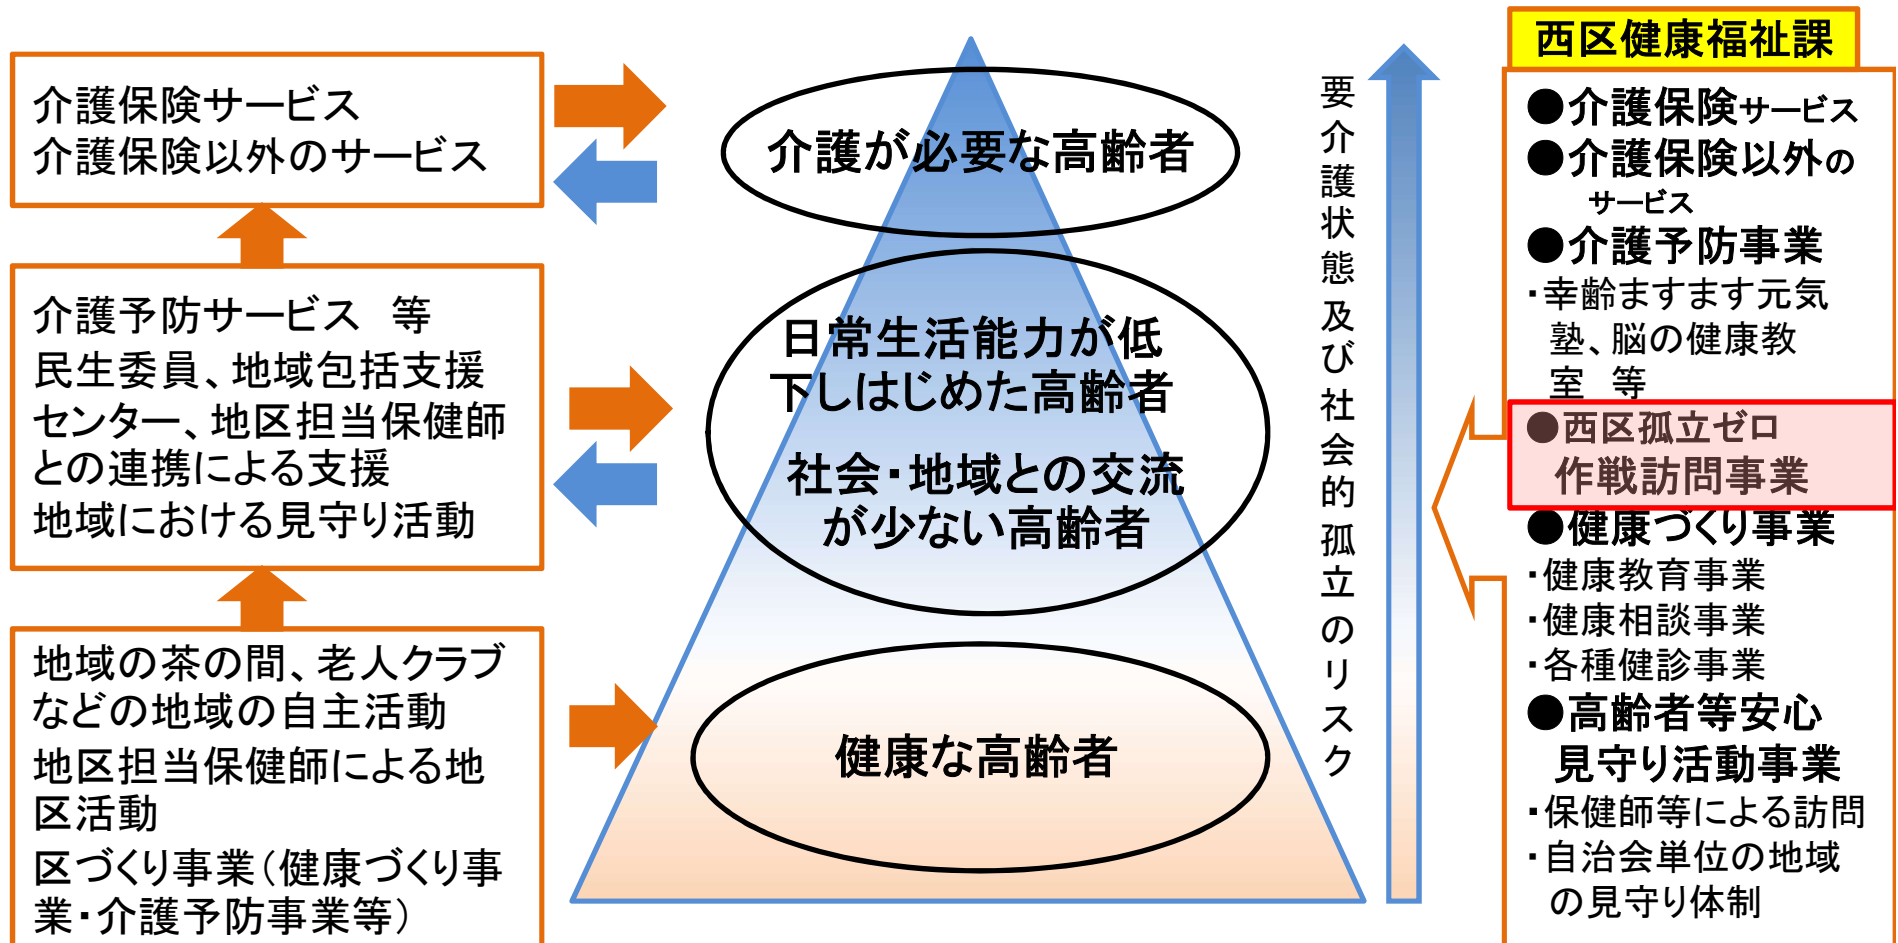 介護保険サービス
介護保険以外のサービス
介護予防サービス　等
民生委員、地域包括支援
センター、地区担当保健師
との連携による支援
地域における見守り活動
地域の茶の間、老人クラブ
などの地域の自主活動
地区担当保健師による地
区活動
区づくり事業（健康づくり事
業・介護予防事業等）
介護が必要な高齢者
日常生活能力が低
下しはじめた高齢者
社会・地域との交流
が少ない高齢者
健康な高齢者
要介護状態及び社会的孤立のリスク
西区健康福祉課
●介護保険サービス
●介護保険以外の
サービス
●介護予防事業
・幸齢ますます元気
塾、脳の健康教
室　等
●西区孤立ゼロ
作戦訪問事業
●健康づくり事業
・健康教育事業
・健康相談事業
・各種健診事業
●高齢者等安心
見守り活動事業
・保健師等による訪問
・自治会単位の地域
の見守り体制